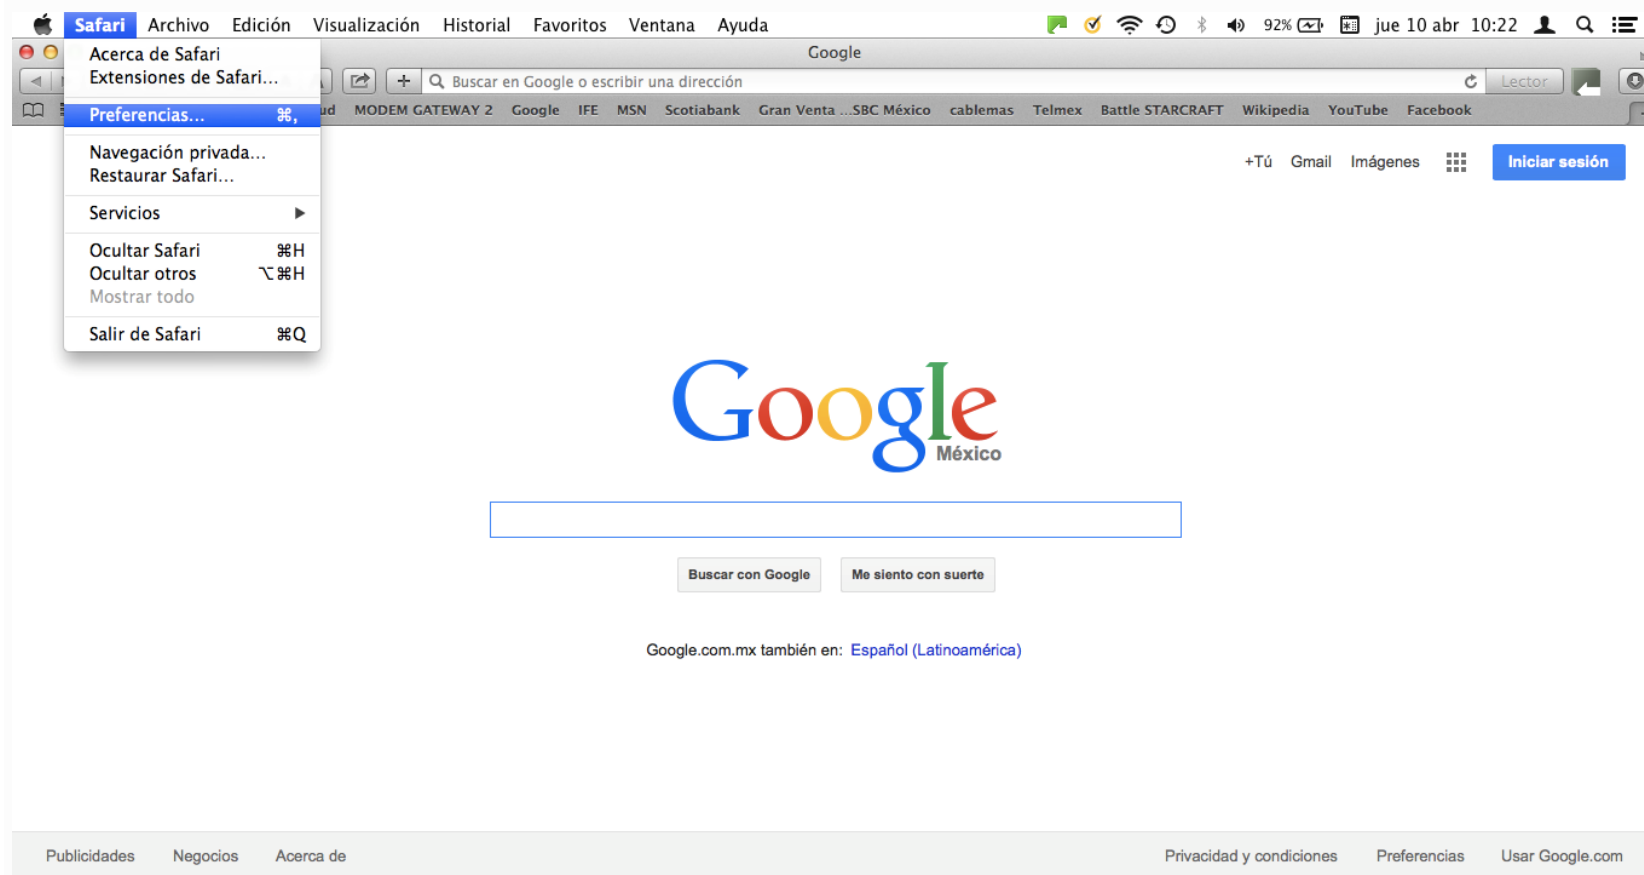 Safari Archivo Edición Visualización Historial Favoritos Ventana Ayuda 92% jue 10 abr 10:22
Google
Acerca de Safari
Extensiones de Safari...
Preferencias... ⌘,
Navegación privada...
Restaurar Safari...
Servicios
Ocultar Safari ⌘H
Ocultar otros ⌥⌘H
Mostrar todo
Salir de Safari ⌘Q
Buscar en Google o escribir una dirección Lector
ud MODEM GATEWAY 2 Google IFE MSN Scotiabank Gran Venta ...SBC México cablemas Telmex Battle STARCRAFT Wikipedia YouTube Facebook
+Tú Gmail Imágenes Iniciar sesión
Google
México
Buscar con Google Me siento con suerte
Google.com.mx también en: Español (Latinoamérica)
Publicidades Negocios Acerca de Privacidad y condiciones Preferencias Usar Google.com